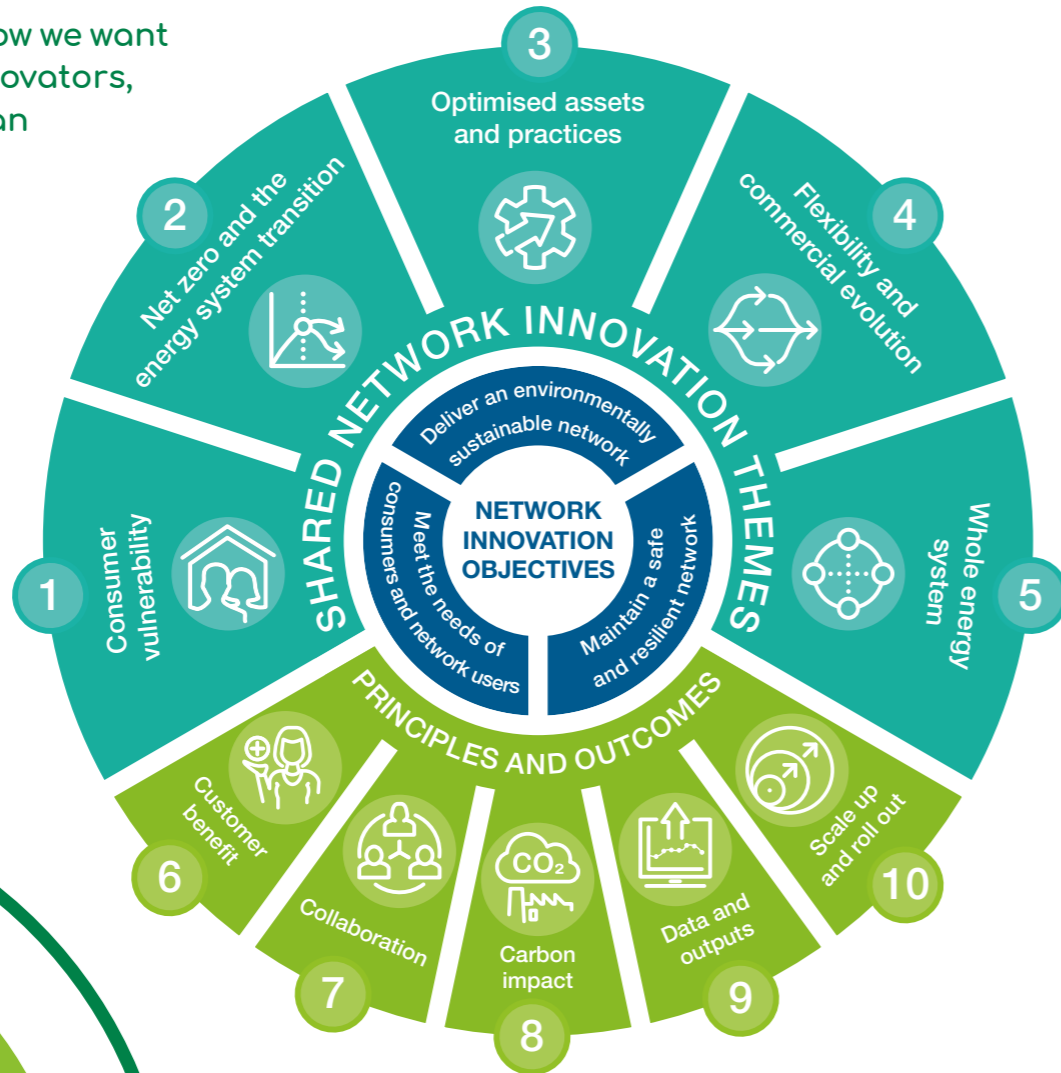 ow we want
ovators,
an
1
Consumer
vulnerability
2
Net zero and the
energy system transition
3
Optimised assets
and practices
4
Flexibility and
commercial evolution
5
Whole energy
system
SHARED NETWORK INNOVATION THEMES
Deliver an environmentally
sustainable network
Meet the needs of
consumers and network users
Maintain a safe
and resilient network
NETWORK
INNOVATION
OBJECTIVES
PRINCIPLES AND OUTCOMES
6
Customer
benefit
7
Collaboration
8
CO₂
Carbon
impact
9
Data and
outputs
10
Scale up
and roll out